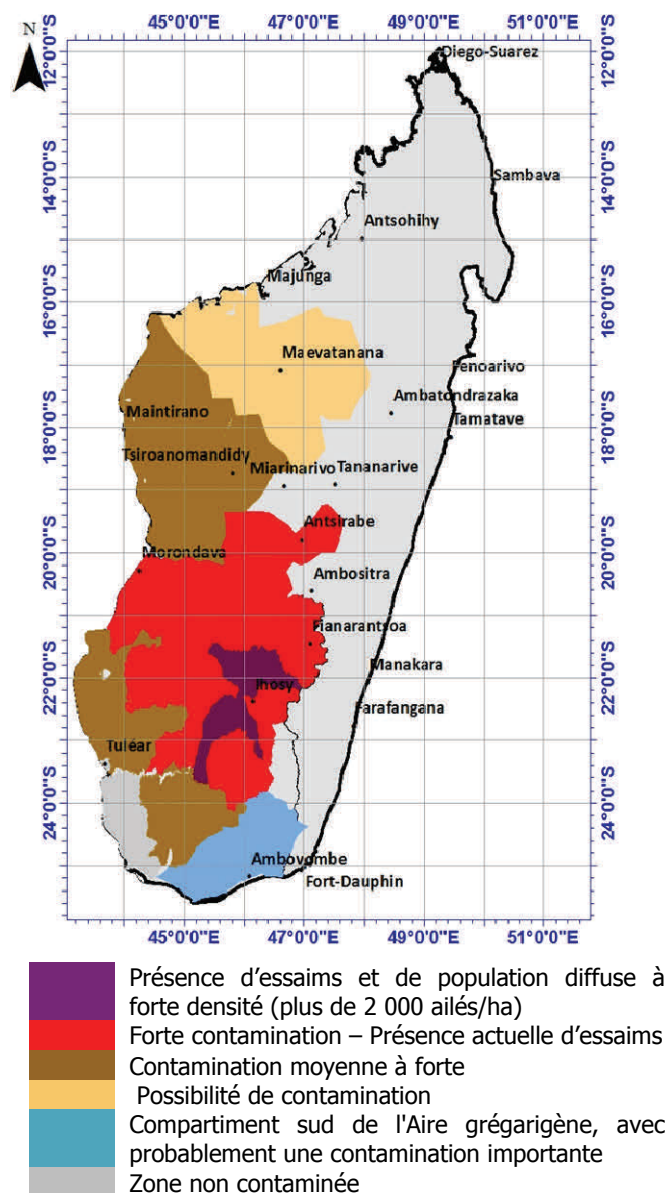 N
12°0'0"S
14°0'0"S
16°0'0"S
18°0'0"S
20°0'0"S
22°0'0"S
24°0'0"S
45°0'0"E 47°0'0"E 49°0'0"E 51°0'0"E
Diego-Suarez
Sambava
Antsohihy
Majunga
Maevatanana
Fenoarivo
Ambatondrazaka
Maintirano
Tamatave
Tsiroanomandidy
Miarinarivo
Tananarive
Antsirabe
Morondava
Ambositra
Fianarantsoa
Manakara
Ihosy
Farafangana
Tuléar
Ambovombe
Fort-Dauphin
12°0'0"S
14°0'0"S
16°0'0"S
18°0'0"S
20°0'0"S
22°0'0"S
24°0'0"S
45°0'0"E 47°0'0"E 49°0'0"E 51°0'0"E
Présence d'essaims et de population diffuse à
forte densité (plus de 2 000 ailés/ha)
Forte contamination – Présence actuelle d'essaims
Contamination moyenne à forte
Possibilité de contamination
Compartiment sud de l'Aire grégarigène, avec
probablement une contamination importante
Zone non contaminée